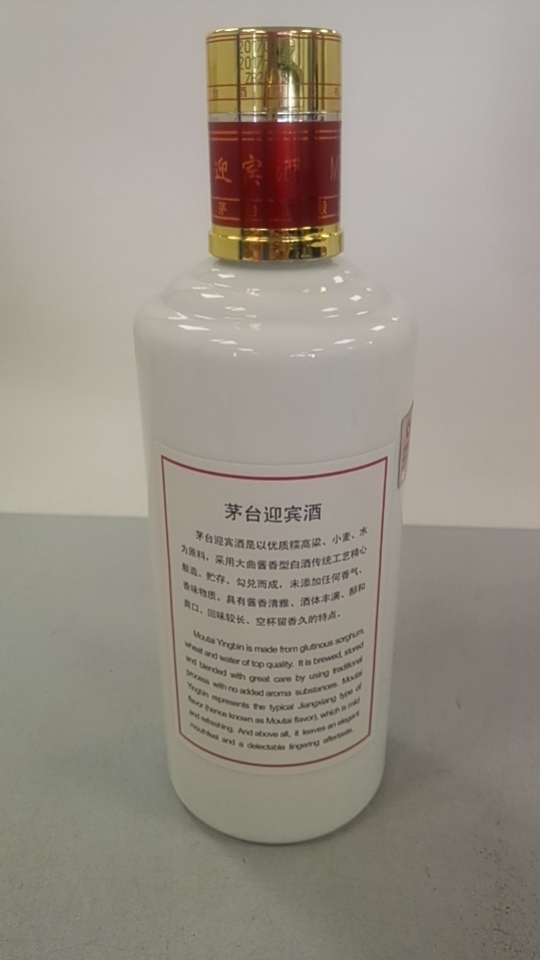 迎宾酒 M
茅台迎宾酒
茅台迎宾酒是以优质糯高粱、小麦、水
为原料，采用大曲酱香型白酒传统工艺精心
酿造、贮存、勾兑而成，未添加任何香气、
香味物质。具有酱香清雅、酒体丰满、醇和
爽口、回味较长、空杯留香久的特点。
Moutai Yingbin is made from glutinous sorghum,
wheat and water of top quality. It is brewed, stored
and blended with great care by using traditional
process with no added aroma substances. Moutai
Yingbin represents the typical Jiangxiang type of
flavor (hence known as Moutai flavor), which is mild
and refreshing. And above all, it leaves an elegant
mouthfeel and a delectable lingering aftertaste.